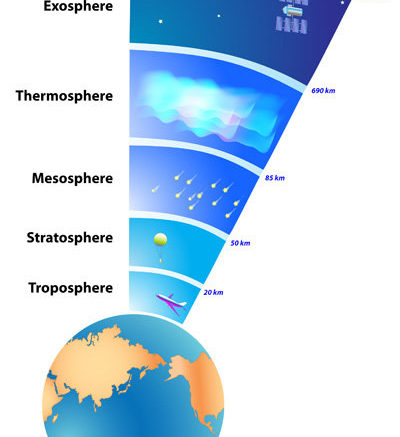 Exosphere
690 km
Thermosphere
85 km
Mesosphere
50 km
Stratosphere
20 km
Troposphere